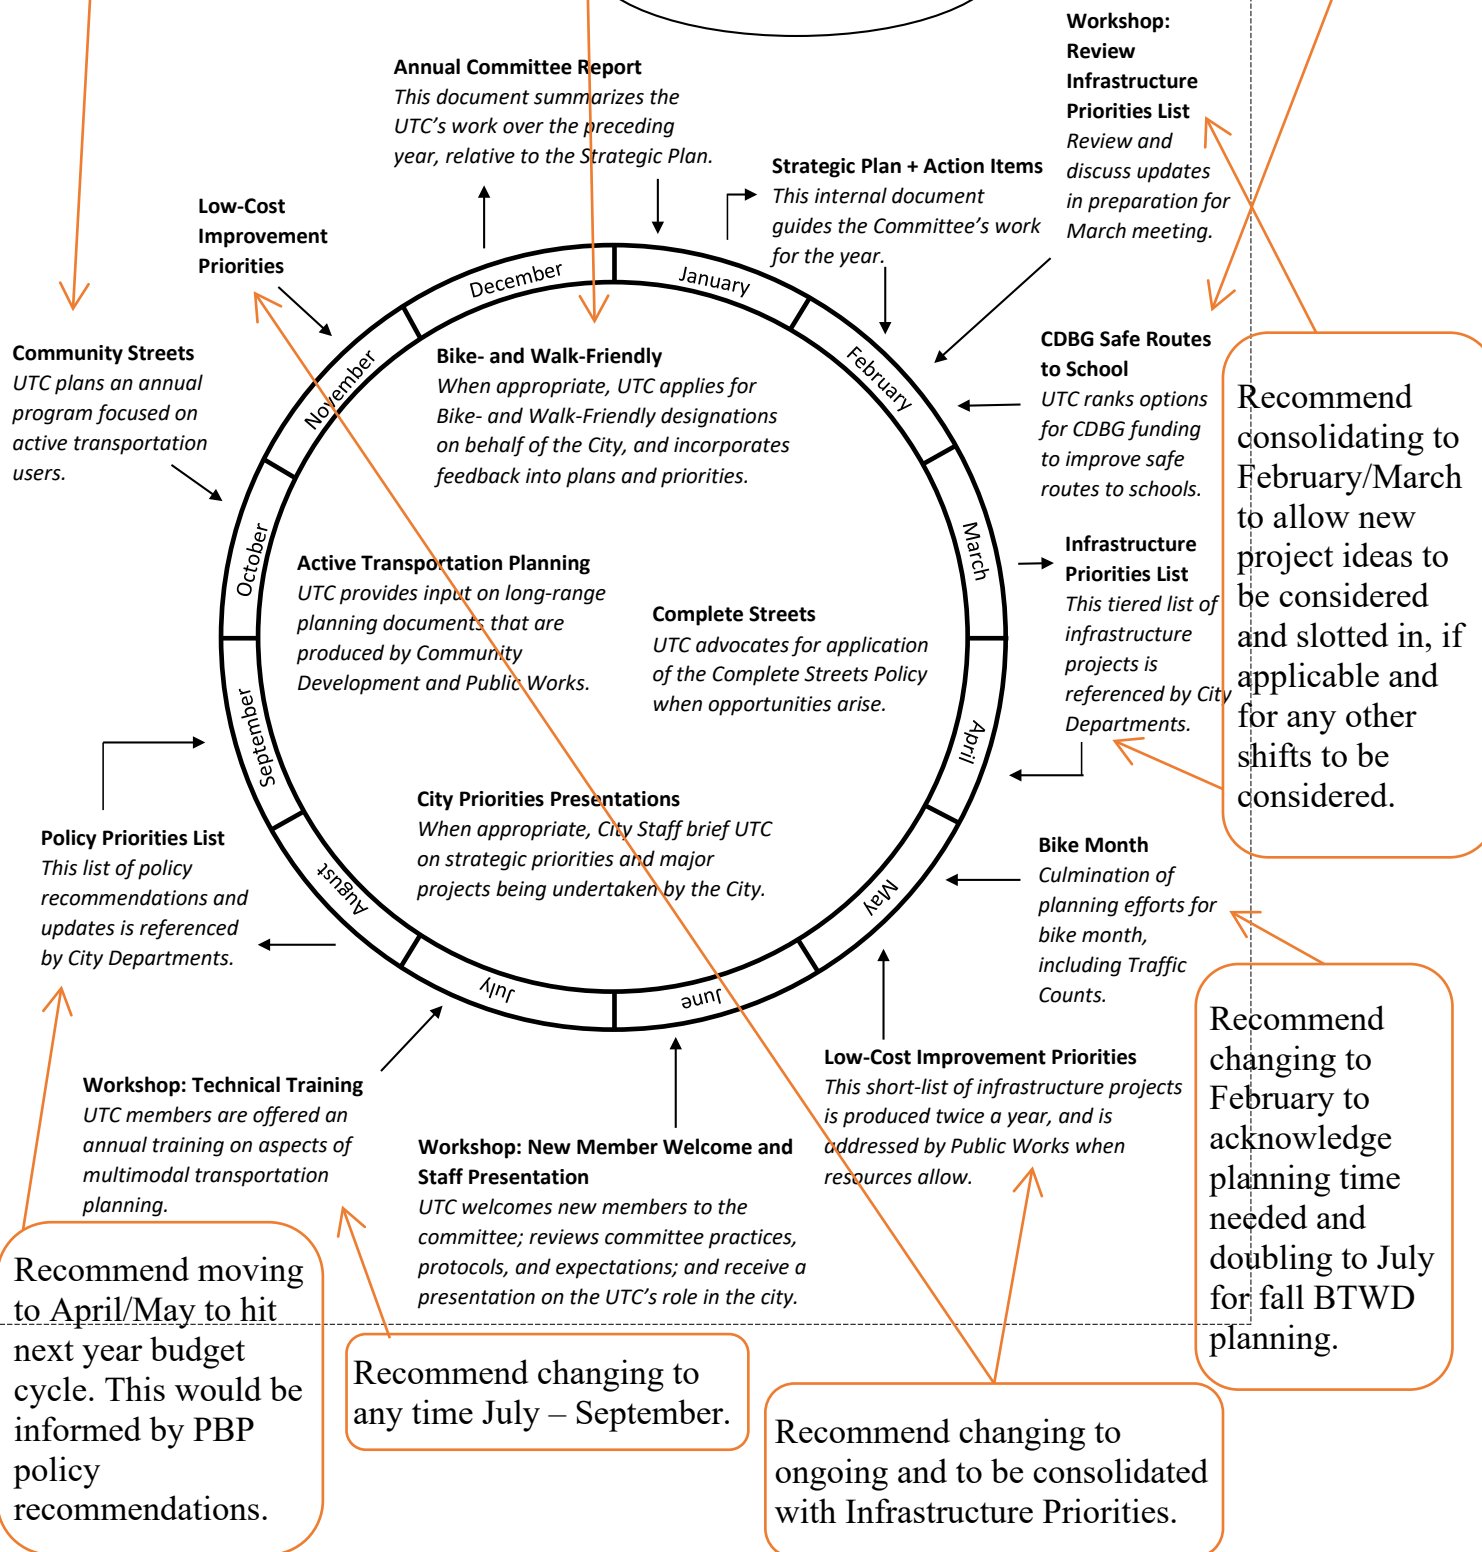 Workshop:
Review
Infrastructure
Priorities List
Review and
discuss updates
in preparation for
March meeting.
Annual Committee Report
This document summarizes the
UTC’s work over the preceding
year, relative to the Strategic Plan.
Strategic Plan + Action Items
This internal document
guides the Committee’s work
for the year.
Low-Cost
Improvement
Priorities
December
January
February
March
April
May
June
July
August
September
October
November
Community Streets
UTC plans an annual
program focused on
active transportation
users.
Bike- and Walk-Friendly
When appropriate, UTC applies for
Bike- and Walk-Friendly designations
on behalf of the City, and incorporates
feedback into plans and priorities.
CDBG Safe Routes
to School
UTC ranks options
for CDBG funding
to improve safe
routes to schools.
Recommend
consolidating to
February/March
to allow new
project ideas to
be considered
and slotted in, if
applicable and
for any other
shifts to be
considered.
Active Transportation Planning
UTC provides input on long-range
planning documents that are
produced by Community
Development and Public Works.
Complete Streets
UTC advocates for application
of the Complete Streets Policy
when opportunities arise.
Infrastructure
Priorities List
This tiered list of
infrastructure
projects is
referenced by City
Departments.
City Priorities Presentations
When appropriate, City Staff brief UTC
on strategic priorities and major
projects being undertaken by the City.
Policy Priorities List
This list of policy
recommendations and
updates is referenced
by City Departments.
Bike Month
Culmination of
planning efforts for
bike month,
including Traffic
Counts.
Recommend
changing to
February to
acknowledge
planning time
needed and
doubling to July
for fall BTWD
planning.
Workshop: Technical Training
UTC members are offered an
annual training on aspects of
multimodal transportation
planning.
Workshop: New Member Welcome and
Staff Presentation
UTC welcomes new members to the
committee; reviews committee practices,
protocols, and expectations; and receive a
presentation on the UTC’s role in the city.
Low-Cost Improvement Priorities
This short-list of infrastructure projects
is produced twice a year, and is
addressed by Public Works when
resources allow.
Recommend moving
to April/May to hit
next year budget
cycle. This would be
informed by PBP
policy
recommendations.
Recommend changing to
any time July – September.
Recommend changing to
ongoing and to be consolidated
with Infrastructure Priorities.